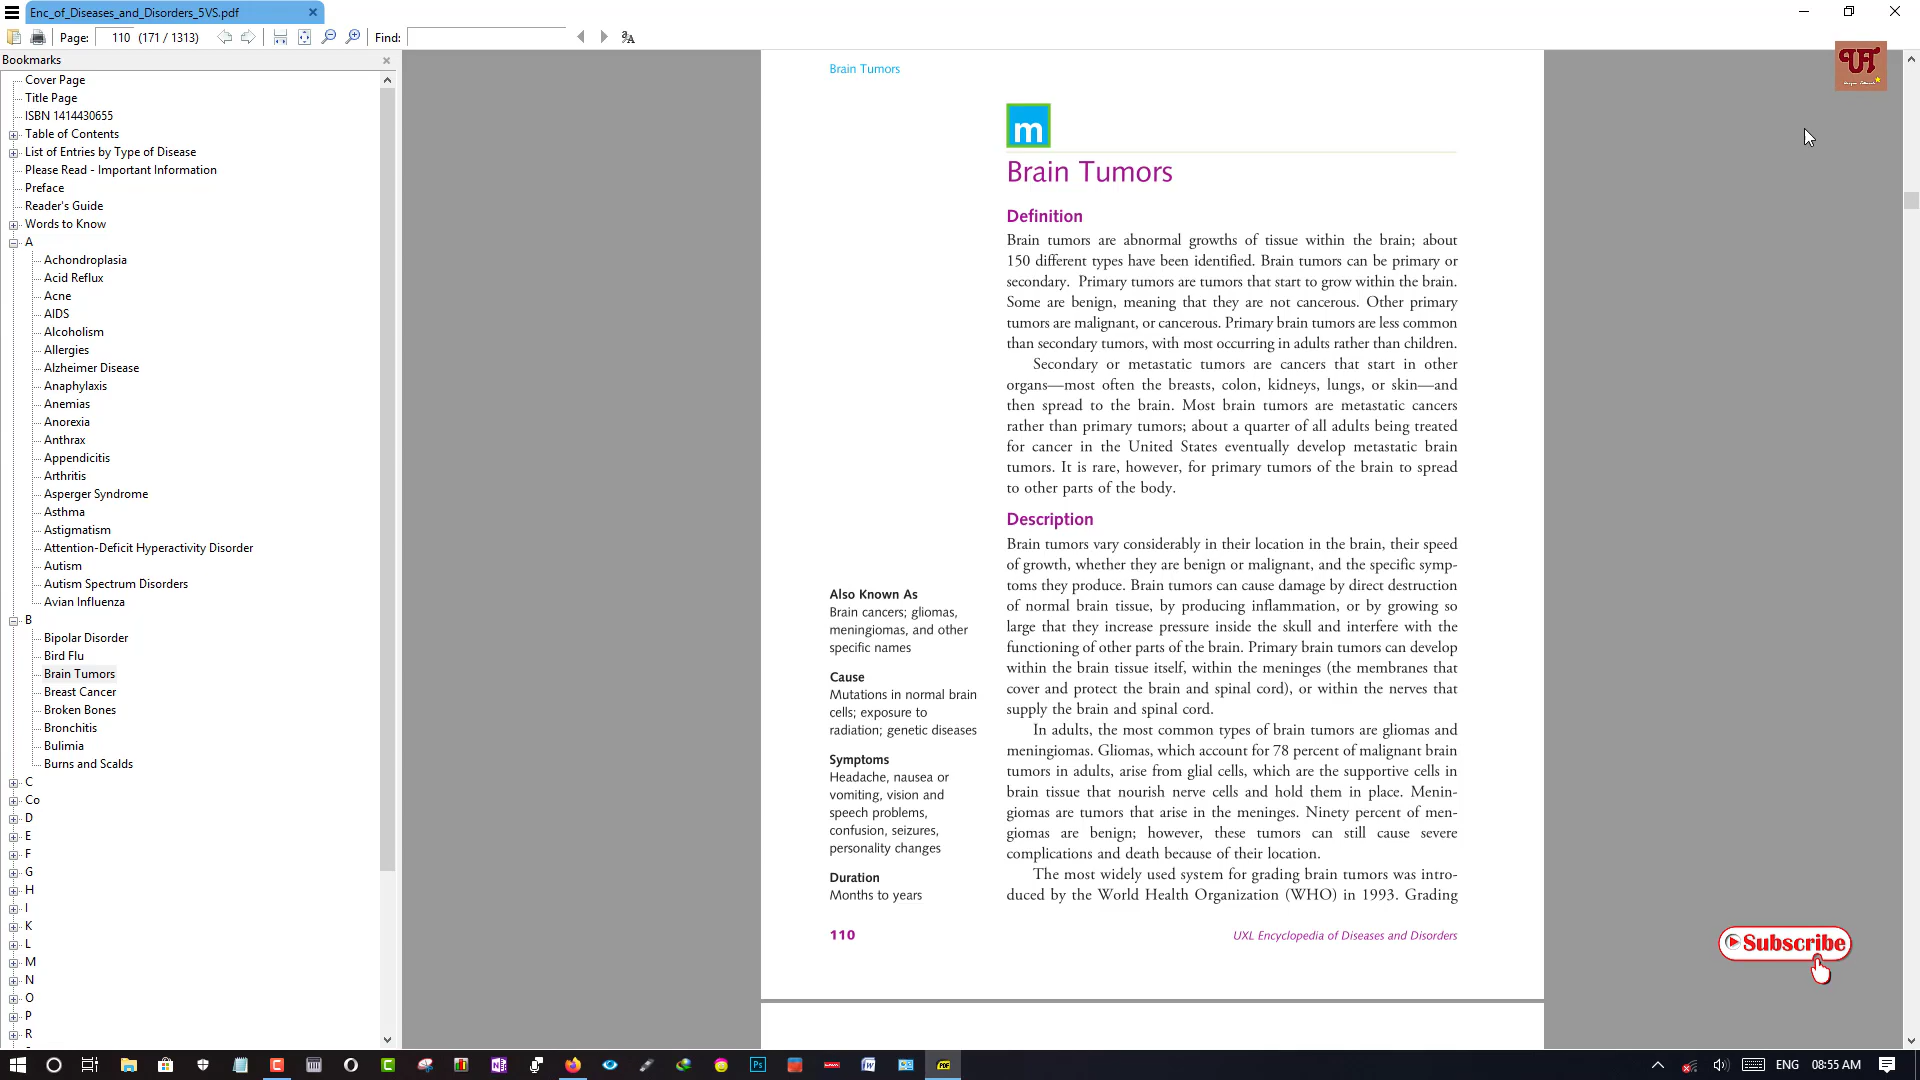 Enc_of_Diseases_and_Disorders_5VS.pdf
Page: 110 (171 / 1313) Find:
Bookmarks
Cover Page
Title Page
ISBN 1414430655
Table of Contents
List of Entries by Type of Disease
Please Read - Important Information
Preface
Reader's Guide
Words to Know
A
Achondroplasia
Acid Reflux
Acne
AIDS
Alcoholism
Allergies
Alzheimer Disease
Anaphylaxis
Anemias
Anorexia
Anthrax
Appendicitis
Arthritis
Asperger Syndrome
Asthma
Astigmatism
Attention-Deficit Hyperactivity Disorder
Autism
Autism Spectrum Disorders
Avian Influenza
B
Bipolar Disorder
Bird Flu
Brain Tumors
Breast Cancer
Broken Bones
Bronchitis
Bulimia
Burns and Scalds
C
Co
D
E
F
G
H
I
K
L
M
N
O
P
R
Brain Tumors
m
Brain Tumors
Definition
Brain tumors are abnormal growths of tissue within the brain; about
150 different types have been identified. Brain tumors can be primary or
secondary. Primary tumors are tumors that start to grow within the brain.
Some are benign, meaning that they are not cancerous. Other primary
tumors are malignant, or cancerous. Primary brain tumors are less common
than secondary tumors, with most occurring in adults rather than children.
Secondary or metastatic tumors are cancers that start in other
organs—most often the breasts, colon, kidneys, lungs, or skin—and
then spread to the brain. Most brain tumors are metastatic cancers
rather than primary tumors; about a quarter of all adults being treated
for cancer in the United States eventually develop metastatic brain
tumors. It is rare, however, for primary tumors of the brain to spread
to other parts of the body.
Description
Brain tumors vary considerably in their location in the brain, their speed
of growth, whether they are benign or malignant, and the specific symp-
toms they produce. Brain tumors can cause damage by direct destruction
of normal brain tissue, by producing inflammation, or by growing so
large that they increase pressure inside the skull and interfere with the
functioning of other parts of the brain. Primary brain tumors can develop
within the brain tissue itself, within the meninges (the membranes that
cover and protect the brain and spinal cord), or within the nerves that
supply the brain and spinal cord.
In adults, the most common types of brain tumors are gliomas and
meningiomas. Gliomas, which account for 78 percent of malignant brain
tumors in adults, arise from glial cells, which are the supportive cells in
brain tissue that nourish nerve cells and hold them in place. Menin-
giomas are tumors that arise in the meninges. Ninety percent of men-
giomas are benign; however, these tumors can still cause severe
complications and death because of their location.
The most widely used system for grading brain tumors was intro-
duced by the World Health Organization (WHO) in 1993. Grading
Also Known As
Brain cancers; gliomas,
meningiomas, and other
specific names
Cause
Mutations in normal brain
cells; exposure to
radiation; genetic diseases
Symptoms
Headache, nausea or
vomiting, vision and
speech problems,
confusion, seizures,
personality changes
Duration
Months to years
110
UXL Encyclopedia of Diseases and Disorders
UT
Subscribe
Ps
W
PDF
ENG
08:55 AM